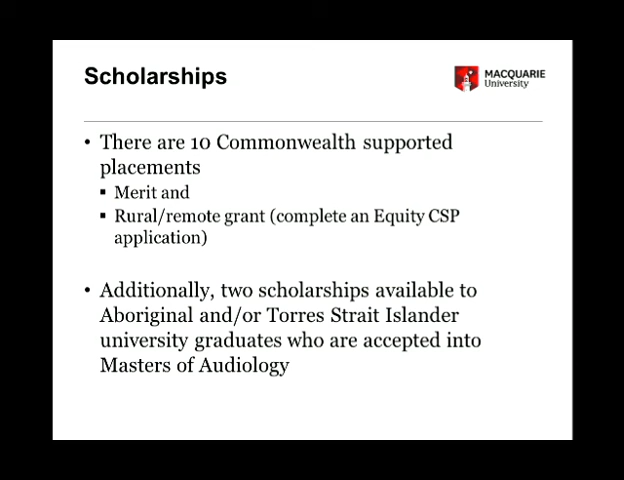 Scholarships
MACQUARIE
University
• There are 10 Commonwealth supported
placements
▪ Merit and
▪ Rural/remote grant (complete an Equity CSP
application)
• Additionally, two scholarships available to
Aboriginal and/or Torres Strait Islander
university graduates who are accepted into
Masters of Audiology